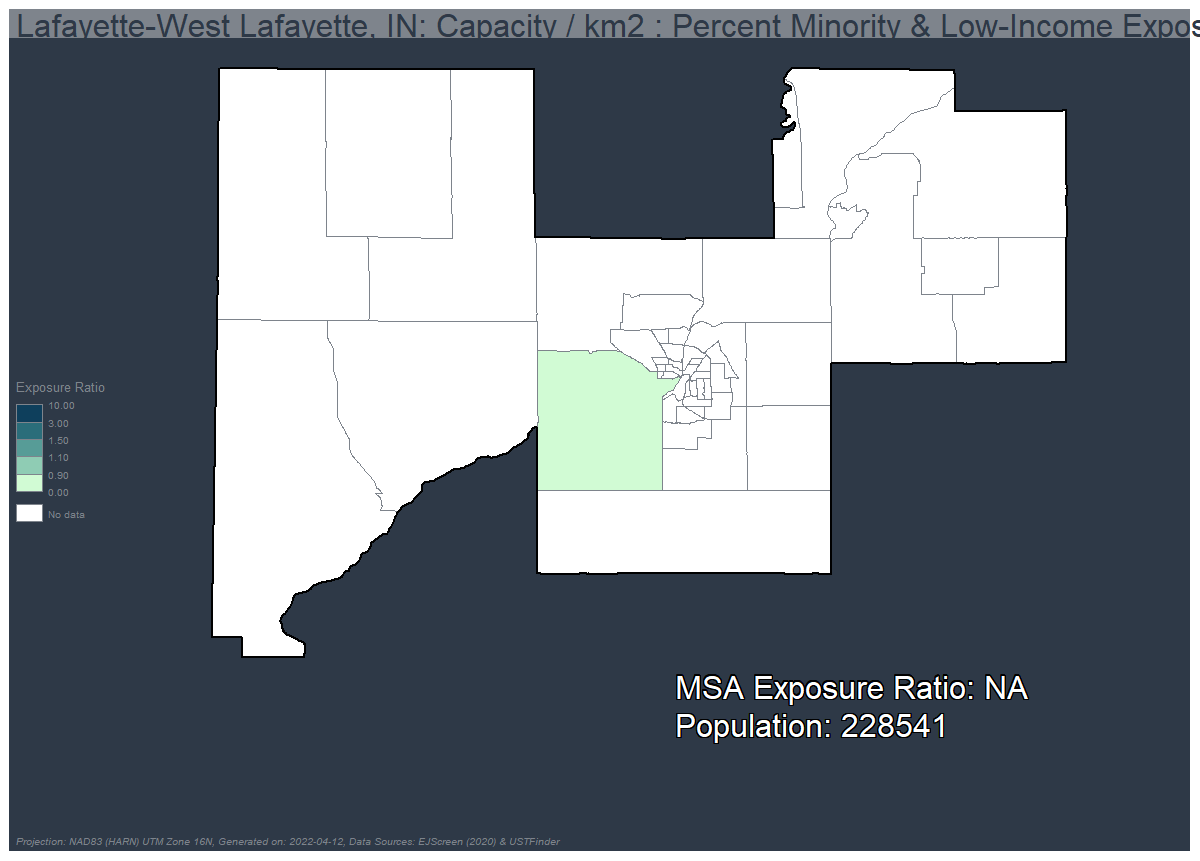 Lafayette-West Lafayette, IN: Capacity / km2 : Percent Minority & Low-Income Expos
Exposure Ratio
10.00
3.00
1.50
1.10
0.90
0.00
No data
MSA Exposure Ratio: NA
Population: 228541
Projection: NAD83 (HARN) UTM Zone 16N, Generated on: 2022-04-12, Data Sources: EJScreen (2020) & USTFinder